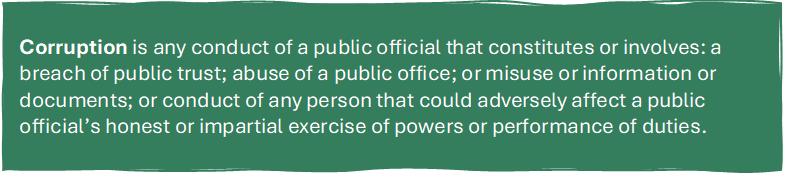 Corruption is any conduct of a public official that constitutes or involves: a
breach of public trust; abuse of a public office; or misuse or information or
documents; or conduct of any person that could adversely affect a public
official's honest or impartial exercise of powers or performance of duties.